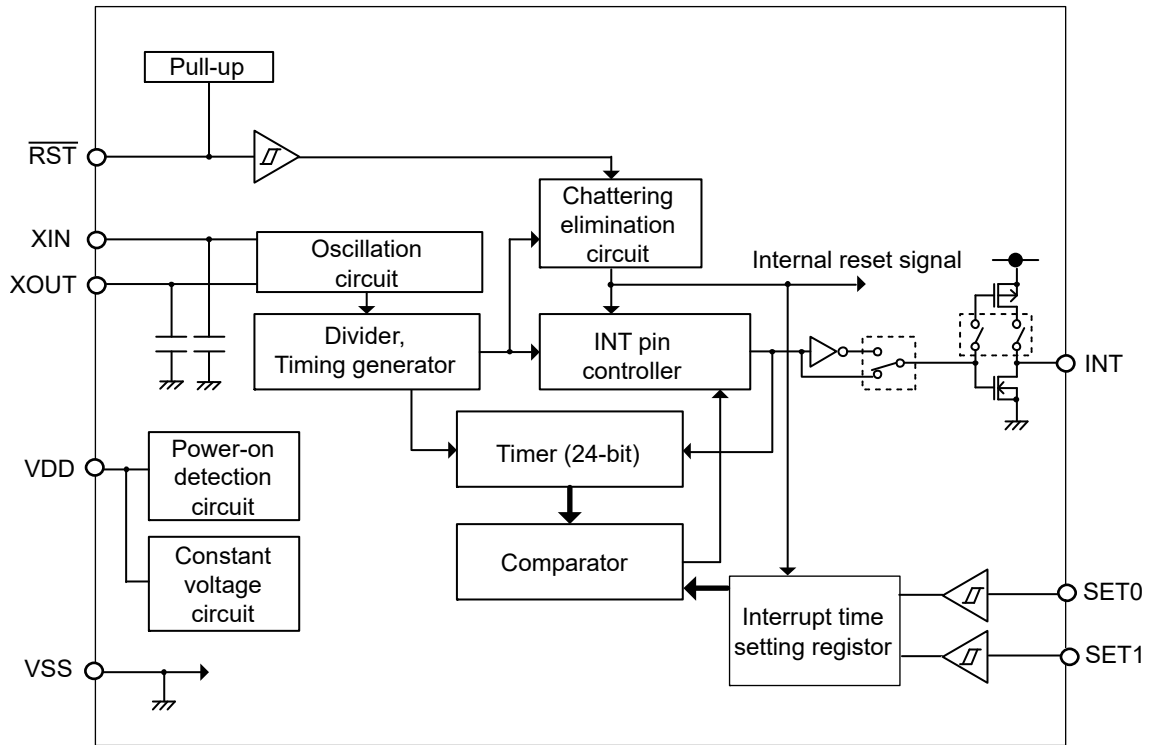 Pull-up
RST
Chattering
elimination
circuit
XIN
Oscillation
circuit
XOUT
Internal reset signal
Divider,
Timing generator
INT pin
controller
INT
Timer (24-bit)
VDD
Power-on
detection
circuit
Comparator
Constant
voltage
circuit
SET0
Interrupt time
setting registor
SET1
VSS